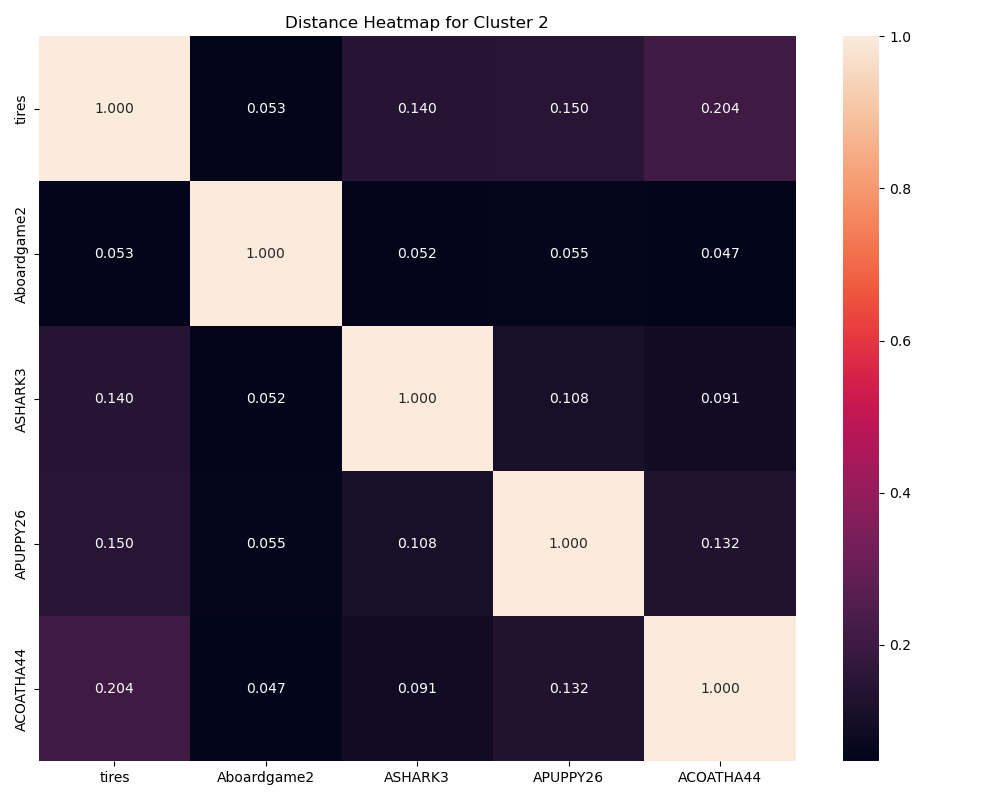 Distance Heatmap for Cluster 2
tires 1.000 0.053 0.140 0.150 0.204
Aboardgame2 0.053 1.000 0.052 0.055 0.047
ASHARK3 0.140 0.052 1.000 0.108 0.091
APUPPY26 0.150 0.055 0.108 1.000 0.132
ACOATHA44 0.204 0.047 0.091 0.132 1.000
tires Aboardgame2 ASHARK3 APUPPY26 ACOATHA44
1.0
0.8
0.6
0.4
0.2